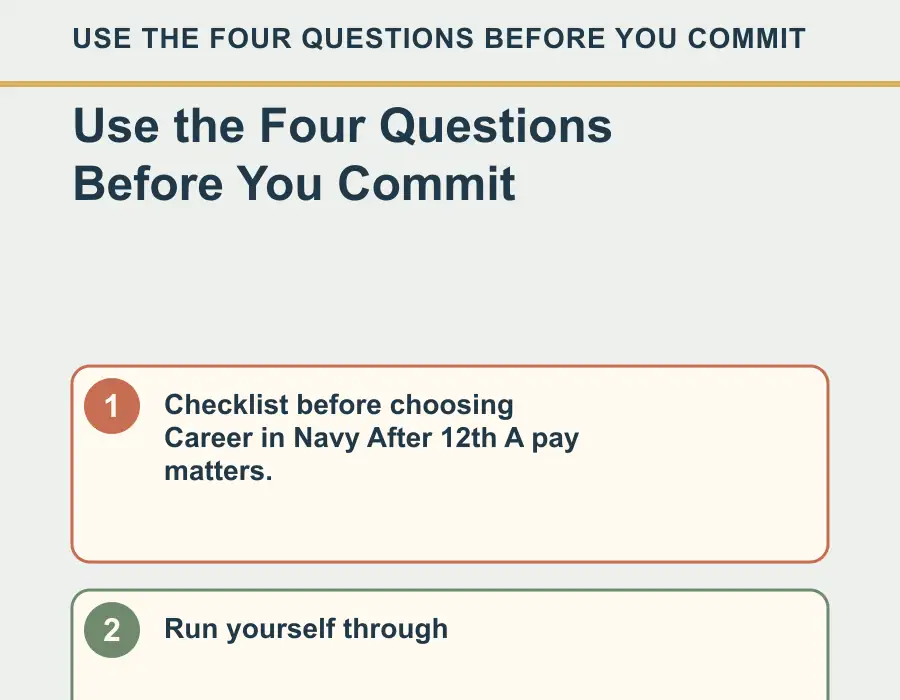 USE THE FOUR QUESTIONS BEFORE YOU COMMIT
Use the Four Questions
Before You Commit
1
Checklist before choosing
Career in Navy After 12th A pay
matters.
2
Run yourself through